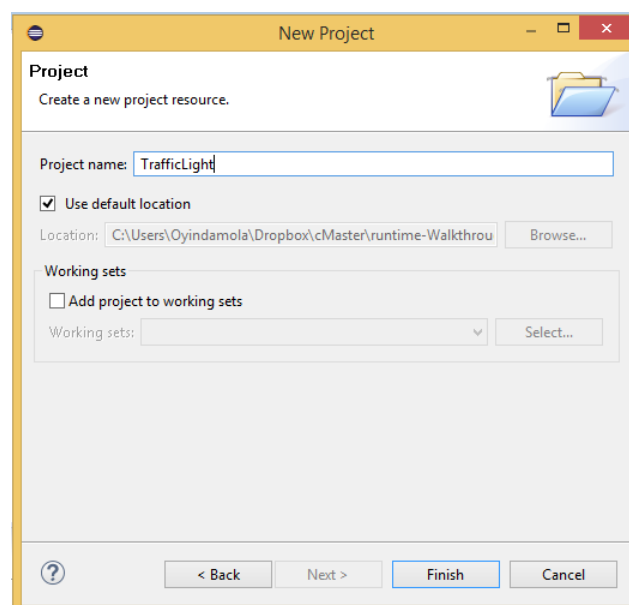 New Project
Project
Create a new project resource.
Project name: TrafficLight
Use default location
Location: C:\Users\Oyindamola\Dropbox\cMaster\runtime-Walkthrou Browse...
Working sets
Add project to working sets
Working sets: Select...
? < Back Next > Finish Cancel